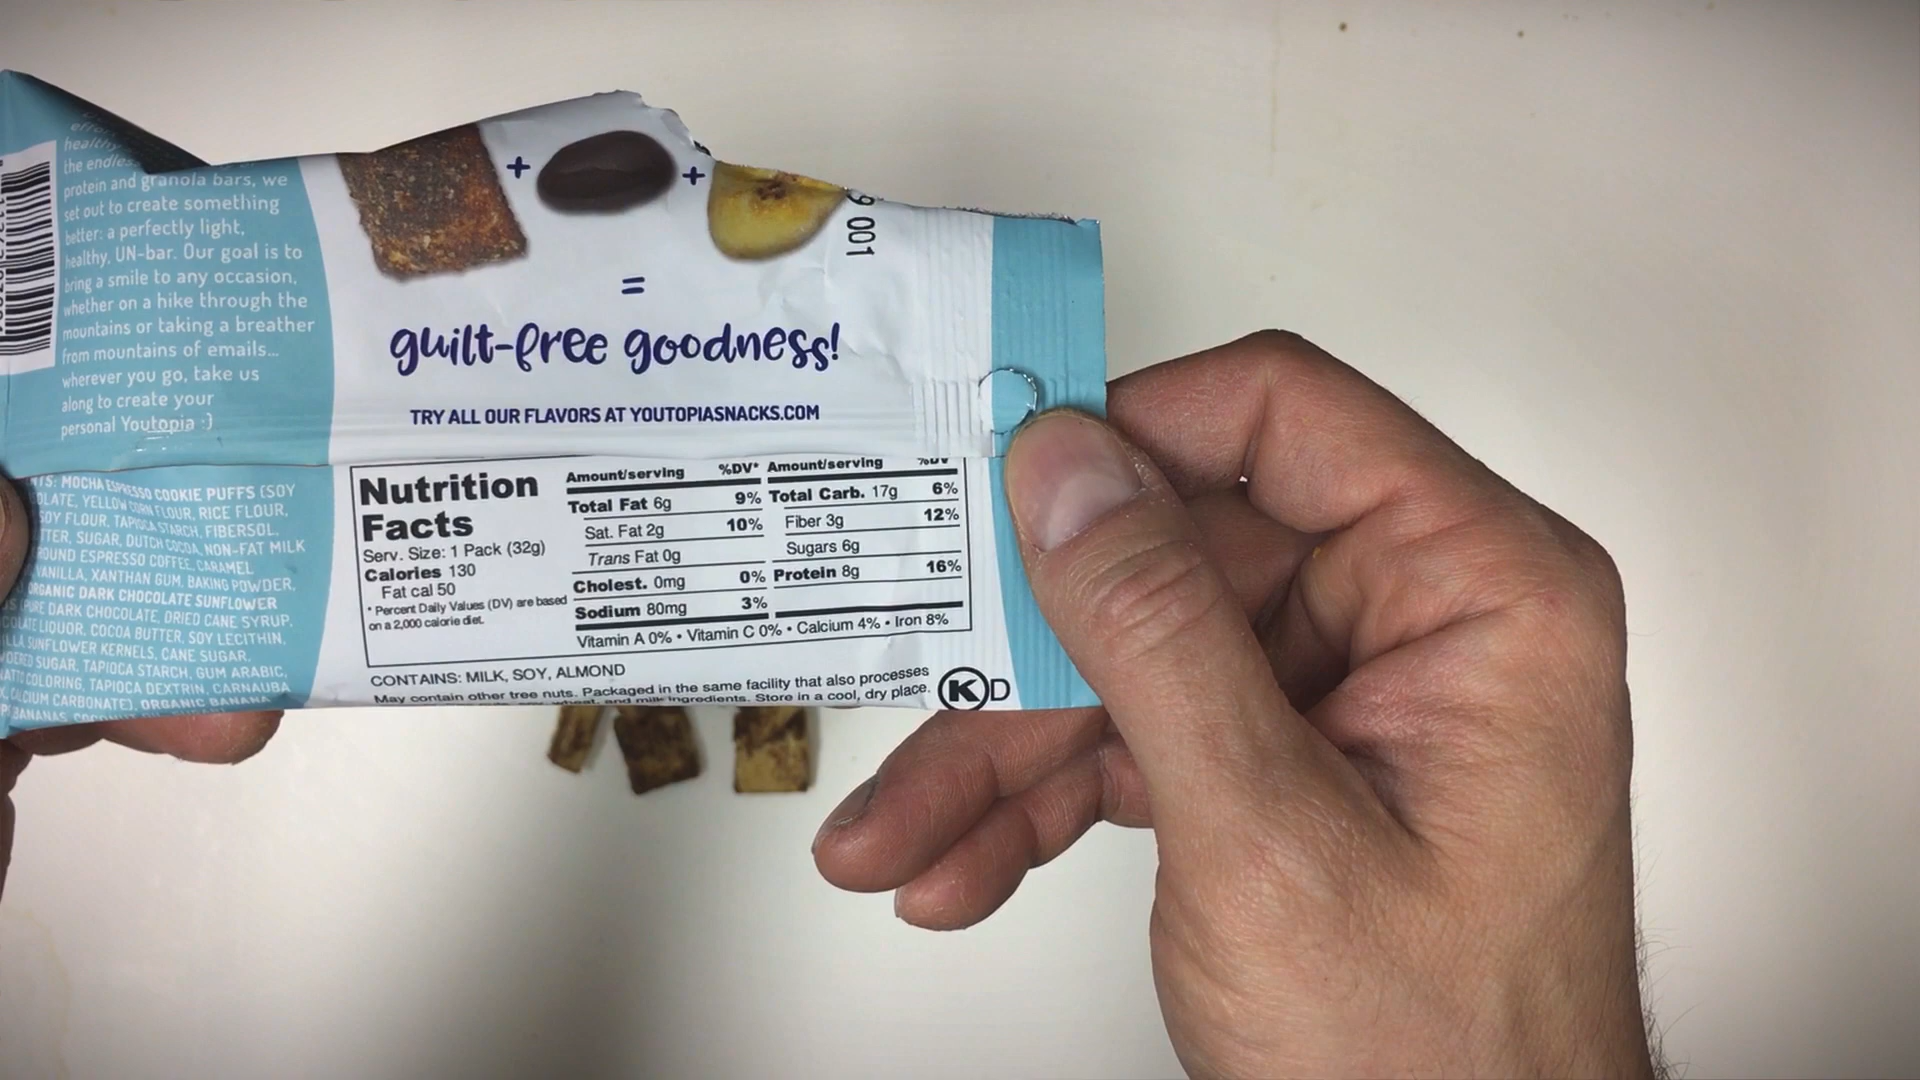 healthy
the endless
protein and granola bars, we
set out to create something
better: a perfectly light,
healthy, UN-bar. Our goal is to
bring a smile to any occasion,
whether on a hike through the
mountains or taking a breather
from mountains of emails...
wherever you go, take us
along to create your
personal Youtopia :)
+ +
9 001
=
guilt-free goodness!
TRY ALL OUR FLAVORS AT YOUTOPIASNACKS.COM
MOCHA ESPRESSO COOKIE PUFFS (SOY
YELLOW CORN FLOUR, RICE FLOUR,
SOY FLOUR, TAPIOCA STARCH, FIBERSOL,
SUGAR, DUTCH COCOA, NON-FAT MILK
GROUND ESPRESSO COFFEE, CARAMEL
VANILLA, XANTHAN GUM, BAKING POWDER,
ORGANIC DARK CHOCOLATE SUNFLOWER
PURE DARK CHOCOLATE, DRIED CANE SYRUP,
LIQUOR, COCOA BUTTER, SOY LECITHIN,
SUNFLOWER KERNELS, CANE SUGAR,
SUGAR, TAPIOCA STARCH, GUM ARABIC,
COLORING, TAPIOCA DEXTRIN, CARNAUBA
CALCIUM CARBONATE), ORGANIC BANANA
BANANAS,
Nutrition
Facts
Serv. Size: 1 Pack (32g)
Calories 130
Fat cal 50
* Percent Daily Values (DV) are based
on a 2,000 calorie diet.
Amount/serving %DV* Amount/serving %DV
Total Fat 6g 9% Total Carb. 17g 6%
Sat. Fat 2g 10% Fiber 3g 12%
Trans Fat 0g Sugars 6g
Cholest. 0mg 0% Protein 8g 16%
Sodium 80mg 3%
Vitamin A 0% • Vitamin C 0% • Calcium 4% • Iron 8%
CONTAINS: MILK, SOY, ALMOND
May contain other tree nuts. Packaged in the same facility that also processes
wheat, and milk ingredients. Store in a cool, dry place.
K D